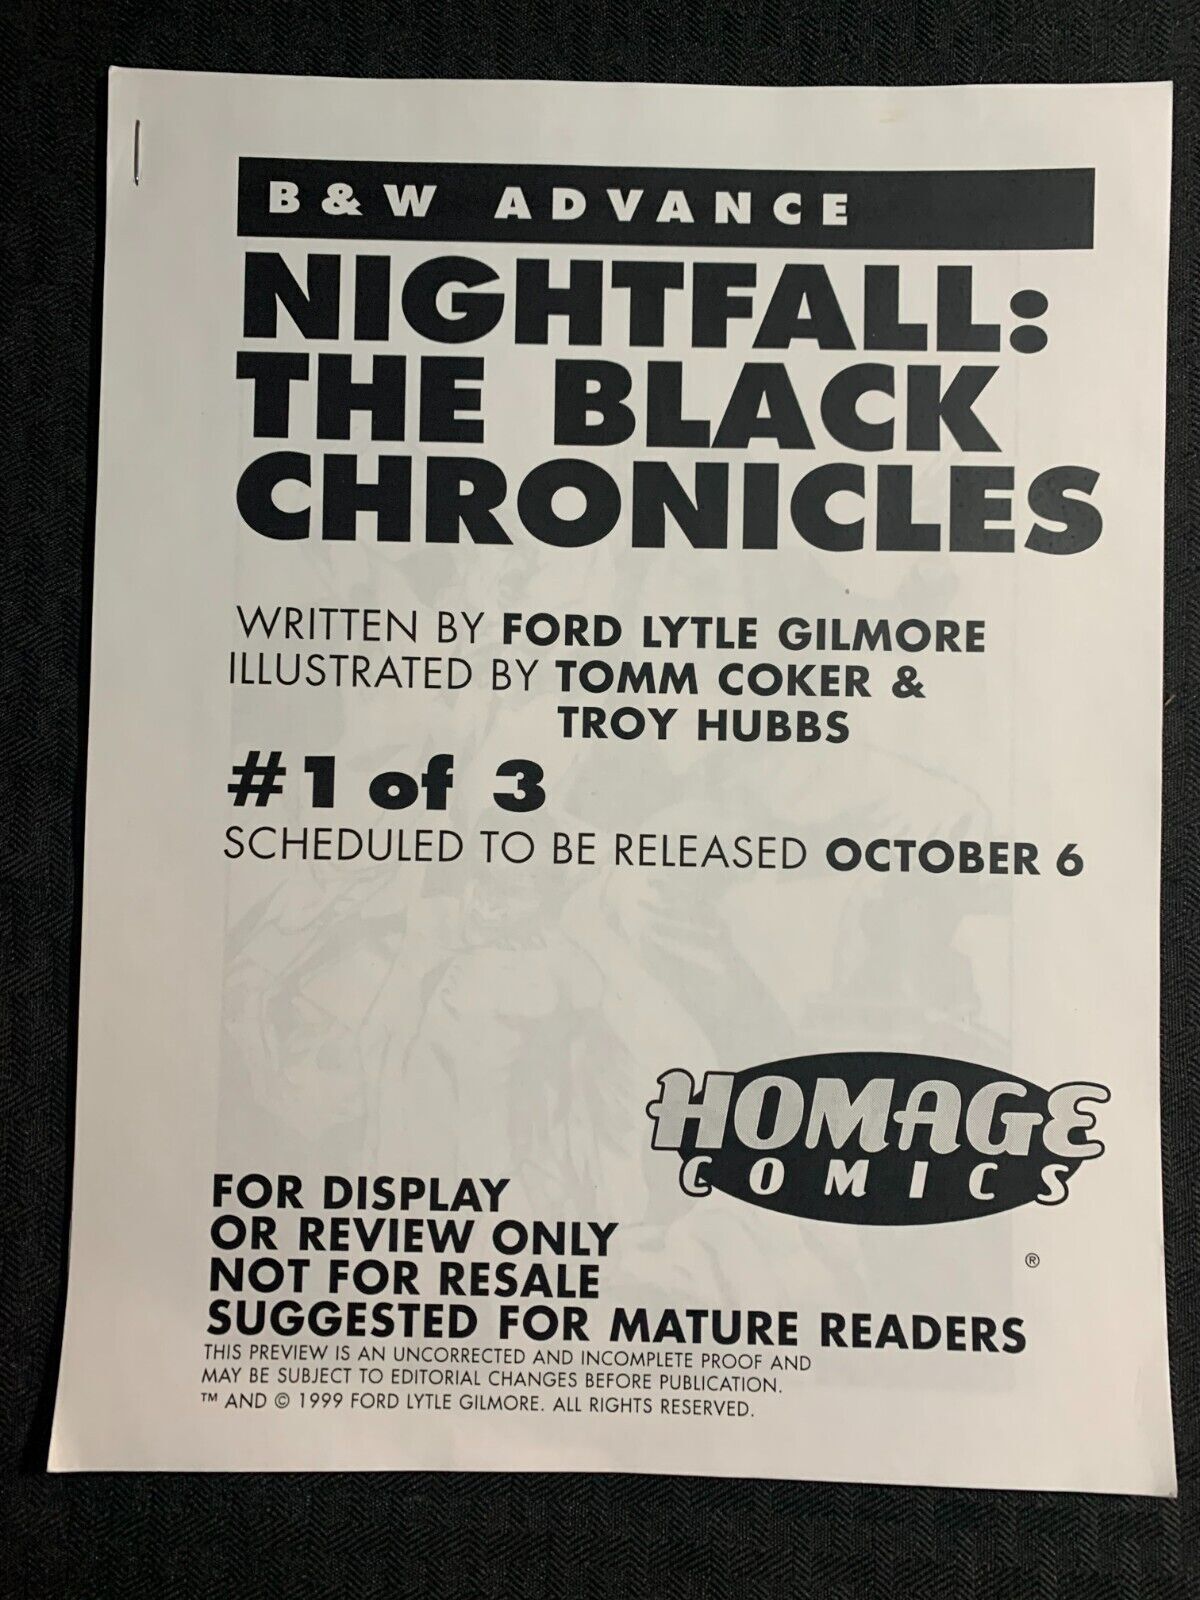 B & W ADVANCE
NIGHTFALL:
THE BLACK
CHRONICLES
WRITTEN BY FORD LYTLE GILMORE
ILLUSTRATED BY TOMM COKER &
TROY HUBBS
#1 of 3
SCHEDULED TO BE RELEASED OCTOBER 6
HOMAGE
COMICS
®
FOR DISPLAY
OR REVIEW ONLY
NOT FOR RESALE
SUGGESTED FOR MATURE READERS
THIS PREVIEW IS AN UNCORRECTED AND INCOMPLETE PROOF AND
MAY BE SUBJECT TO EDITORIAL CHANGES BEFORE PUBLICATION.
™ AND © 1999 FORD LYTLE GILMORE. ALL RIGHTS RESERVED.